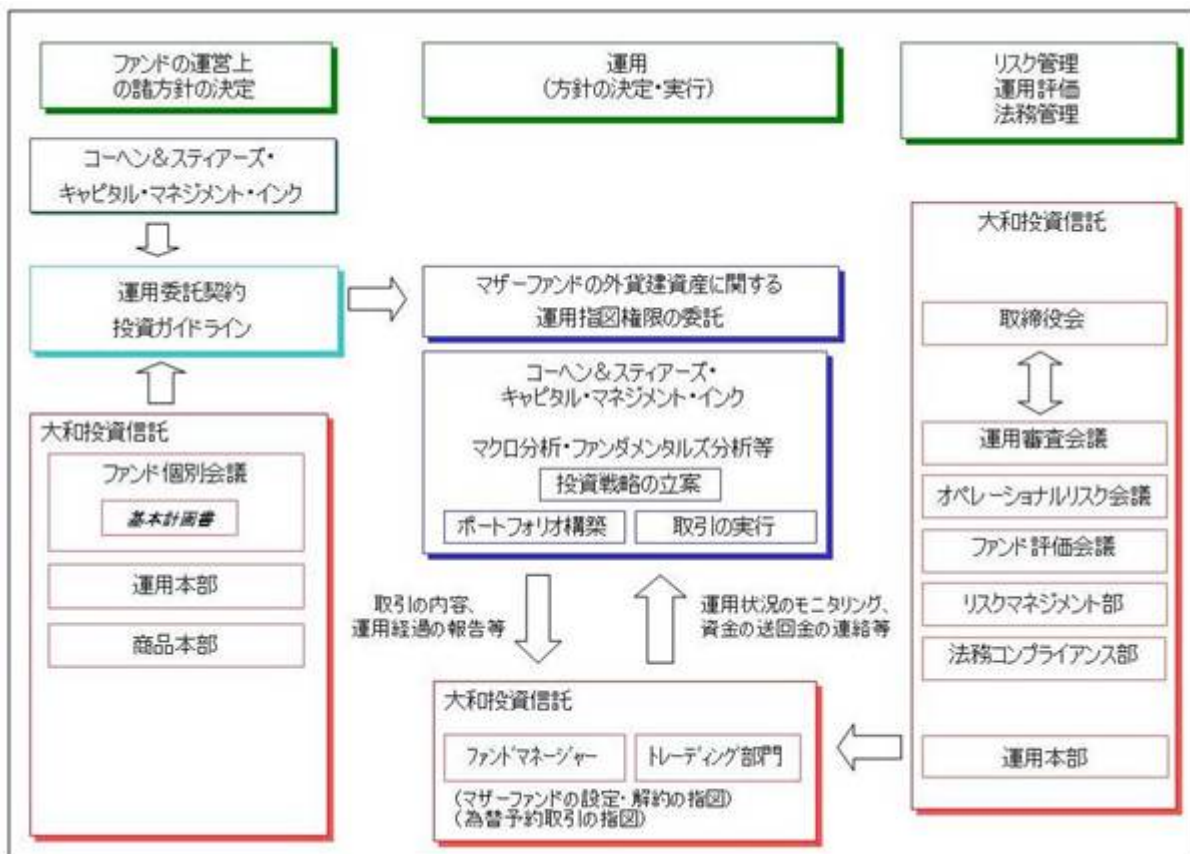 ファンドの運営上
の諸方針の決定
運用
(方針の決定・実行)
リスク管理
運用評価
法務管理
コーヘン&スティアーズ・
キャピタル・マネジメント・インク
運用委託契約
投資ガイドライン
大和投資信託
ファンド個別会議
基本計画書
運用本部
商品本部
マザーファンドの外貨建資産に関する
運用指図権限の委託
コーヘン&スティアーズ・
キャピタル・マネジメント・インク
マクロ分析・ファンダメンタルズ分析等
投資戦略の立案
ポートフォリオ構築
取引の実行
取引の内容、
運用経過の報告等
運用状況のモニタリング、
資金の送回金の連絡等
大和投資信託
ファンドマネージャー
トレーディング部門
(マザーファンドの設定・解約の指図)
(為替予約取引の指図)
大和投資信託
取締役会
運用審査会議
オペレーショナルリスク会議
ファンド評価会議
リスクマネジメント部
法務コンプライアンス部
運用本部